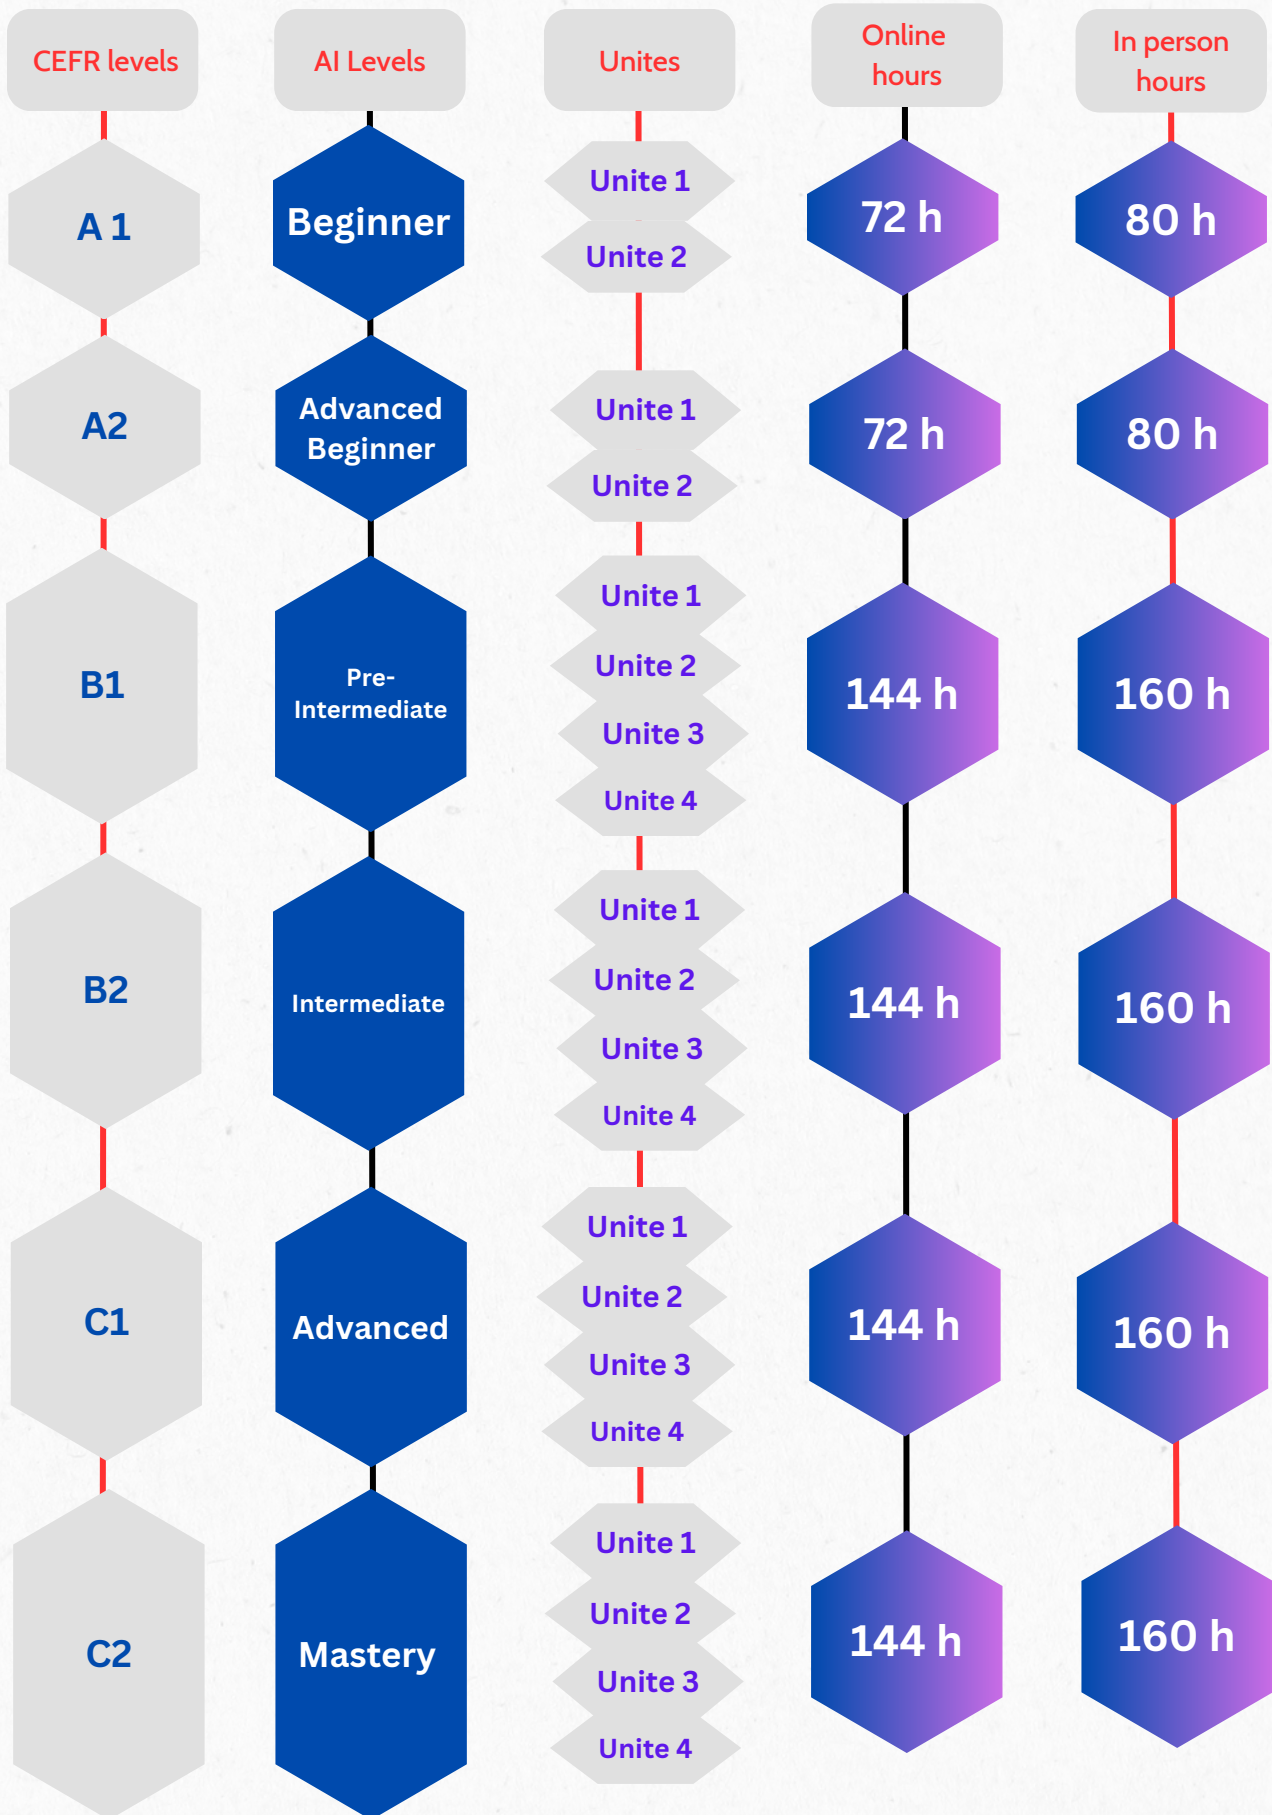 CEFR levels
AI Levels
Unites
Online
hours
In person
hours
A 1
Beginner
Unite 1
Unite 2
72 h
80 h
A2
Advanced
Beginner
Unite 1
Unite 2
72 h
80 h
B1
Pre-
Intermediate
Unite 1
Unite 2
Unite 3
Unite 4
144 h
160 h
B2
Intermediate
Unite 1
Unite 2
Unite 3
Unite 4
144 h
160 h
C1
Advanced
Unite 1
Unite 2
Unite 3
Unite 4
144 h
160 h
C2
Mastery
Unite 1
Unite 2
Unite 3
Unite 4
144 h
160 h